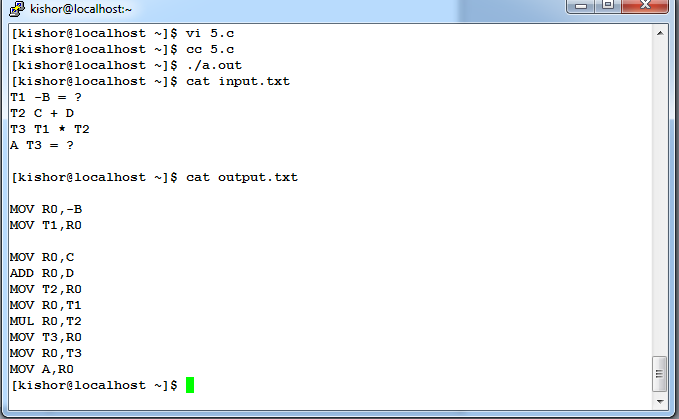 kishor@localhost:~
[kishor@localhost ~]$ vi 5.c
[kishor@localhost ~]$ cc 5.c
[kishor@localhost ~]$ ./a.out
[kishor@localhost ~]$ cat input.txt
T1 -B = ?
T2 C + D
T3 T1 * T2
A T3 = ?
[kishor@localhost ~]$ cat output.txt
MOV R0,-B
MOV T1,R0
MOV R0,C
ADD R0,D
MOV T2,R0
MOV R0,T1
MUL R0,T2
MOV T3,R0
MOV R0,T3
MOV A,R0
[kishor@localhost ~]$